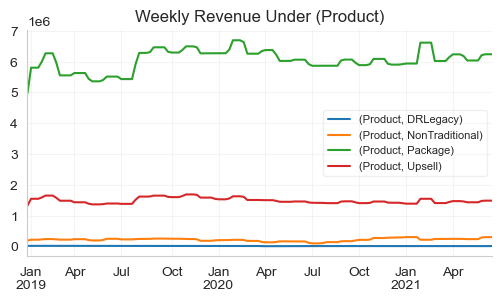 Weekly Revenue Under (Product)
1e6
7
6
5
4
3
2
1
0
(Product, DRLegacy)
(Product, NonTraditional)
(Product, Package)
(Product, Upsell)
Jan Apr Jul Oct Jan Apr Jul Oct Jan Apr
2019 2020 2021